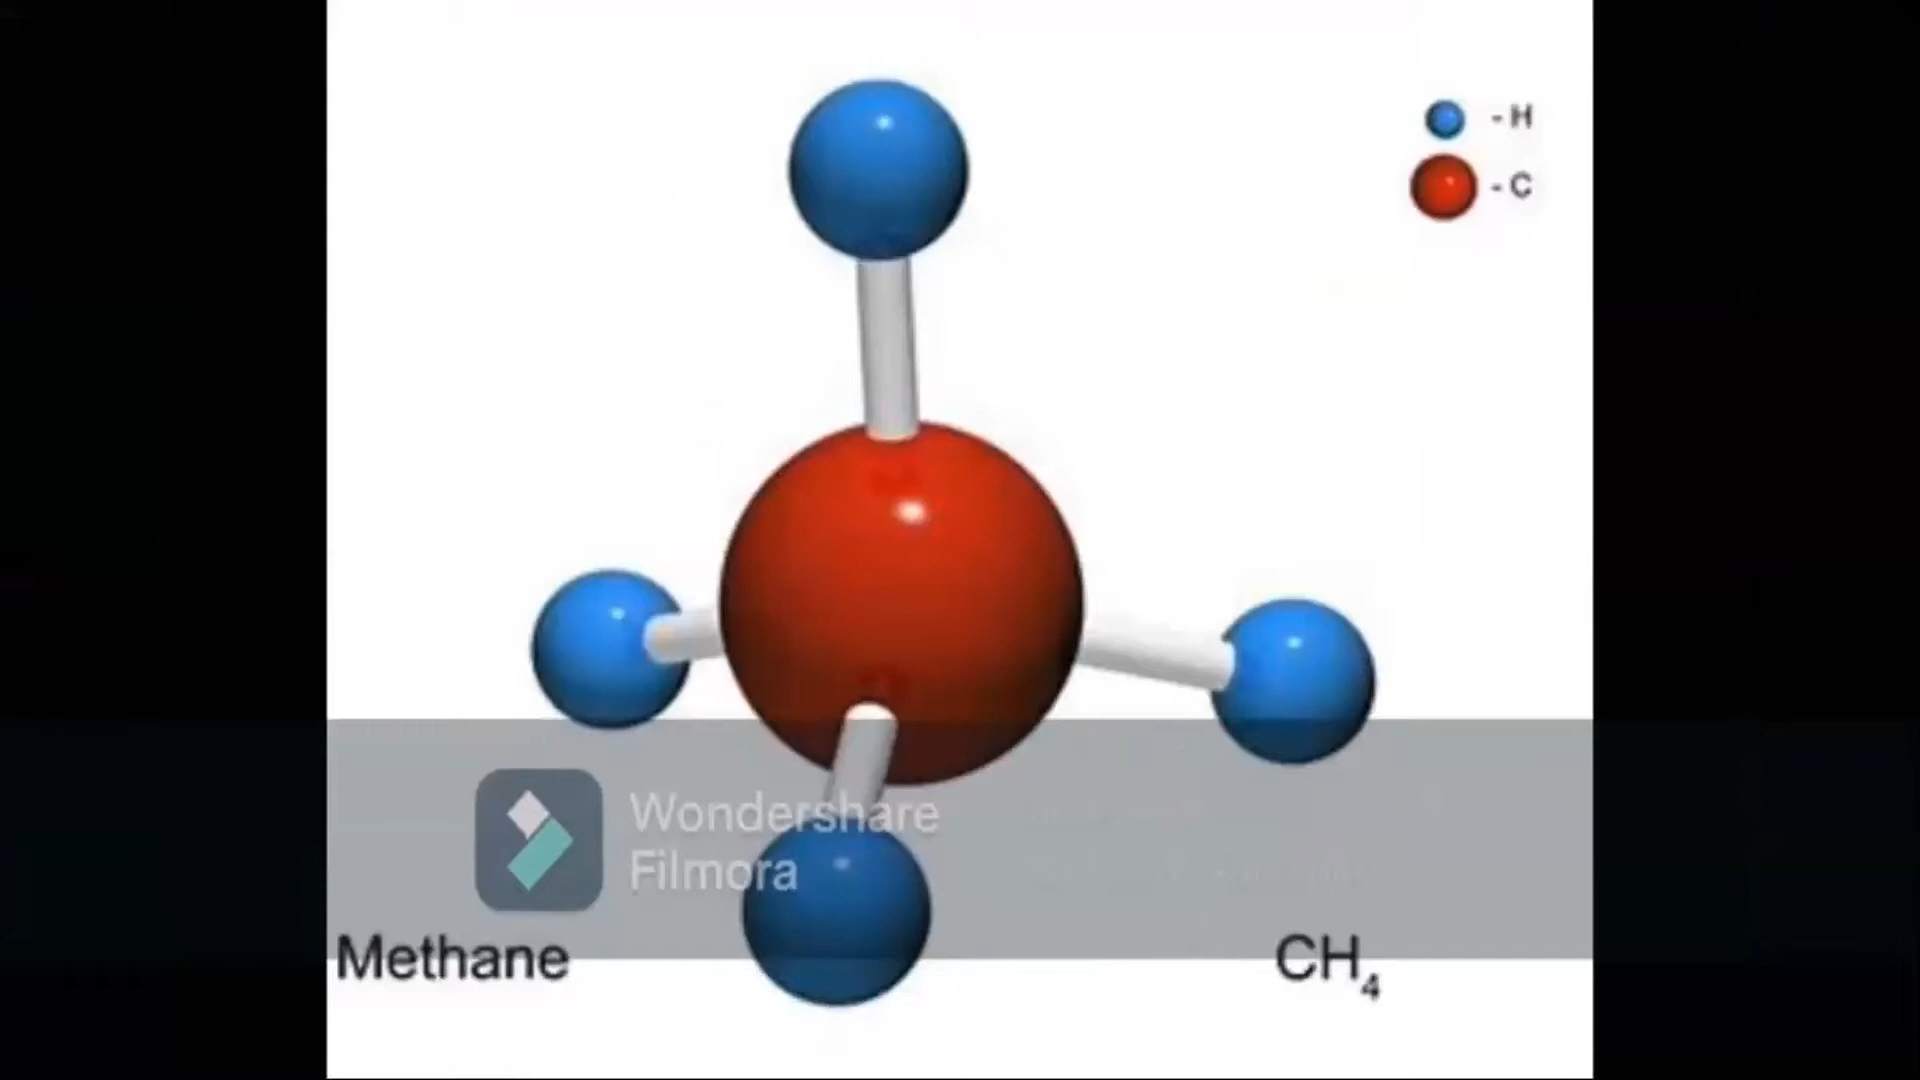 - H
- C
Wondershare
Filmora
Methane
CH₄